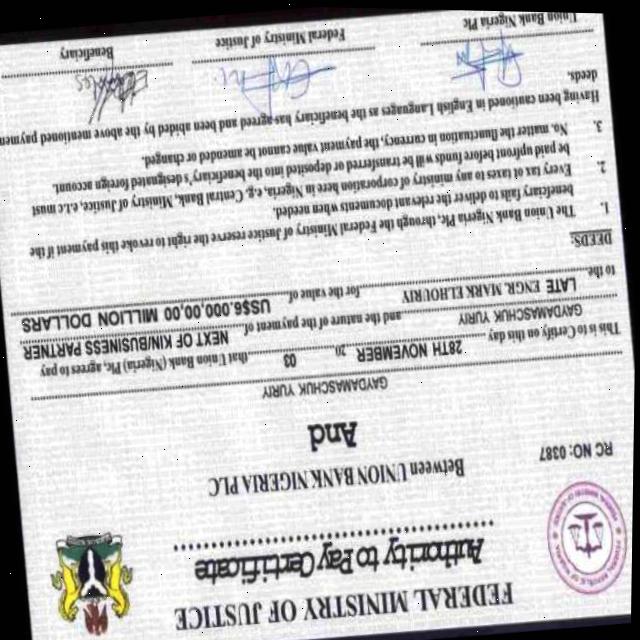 FEDERAL MINISTRY OF JUSTICE
Authority to Pay Certificate
RC NO: 0387
Between UNION BANK NIGERIA PLC
And
GAYDAMASCHUK YURIY
This is to Certify on this day 28TH NOVEMBER 20 03 that Union Bank (Nigeria) Plc, agrees to pay
GAYDAMASCHUK YURIY and the nature of the payment of NEXT OF KIN/BUSINESS PARTNER
to the LATE ENGR. MARK ELHOURIY for the value of US$6.000,00,00 MILLION DOLLARS
DEEDS:
1. The Union Bank Nigeria Plc, through the Federal Ministry of Justice reserve the right to revoke this payment if the
beneficiary fails to deliver the relevant documents when needed.
2. Every tax ot taxes to any ministry of corporation here in Nigeria, e.g. Central Bank, Ministry of Justice, e.t.c must
be paid upfront before funds will be transferred or deposited into the beneficiary's designated foreign account.
3. No. matter the flunctuation in currency, the payment value cannot be amended or changed.
Having been cautioned in English Languages as the beneficiary has agreed and been abided by the above mentioned paymen
deeds.
Union Bank Nigeria Plc
Federal Ministry of Justice
Beneficiary